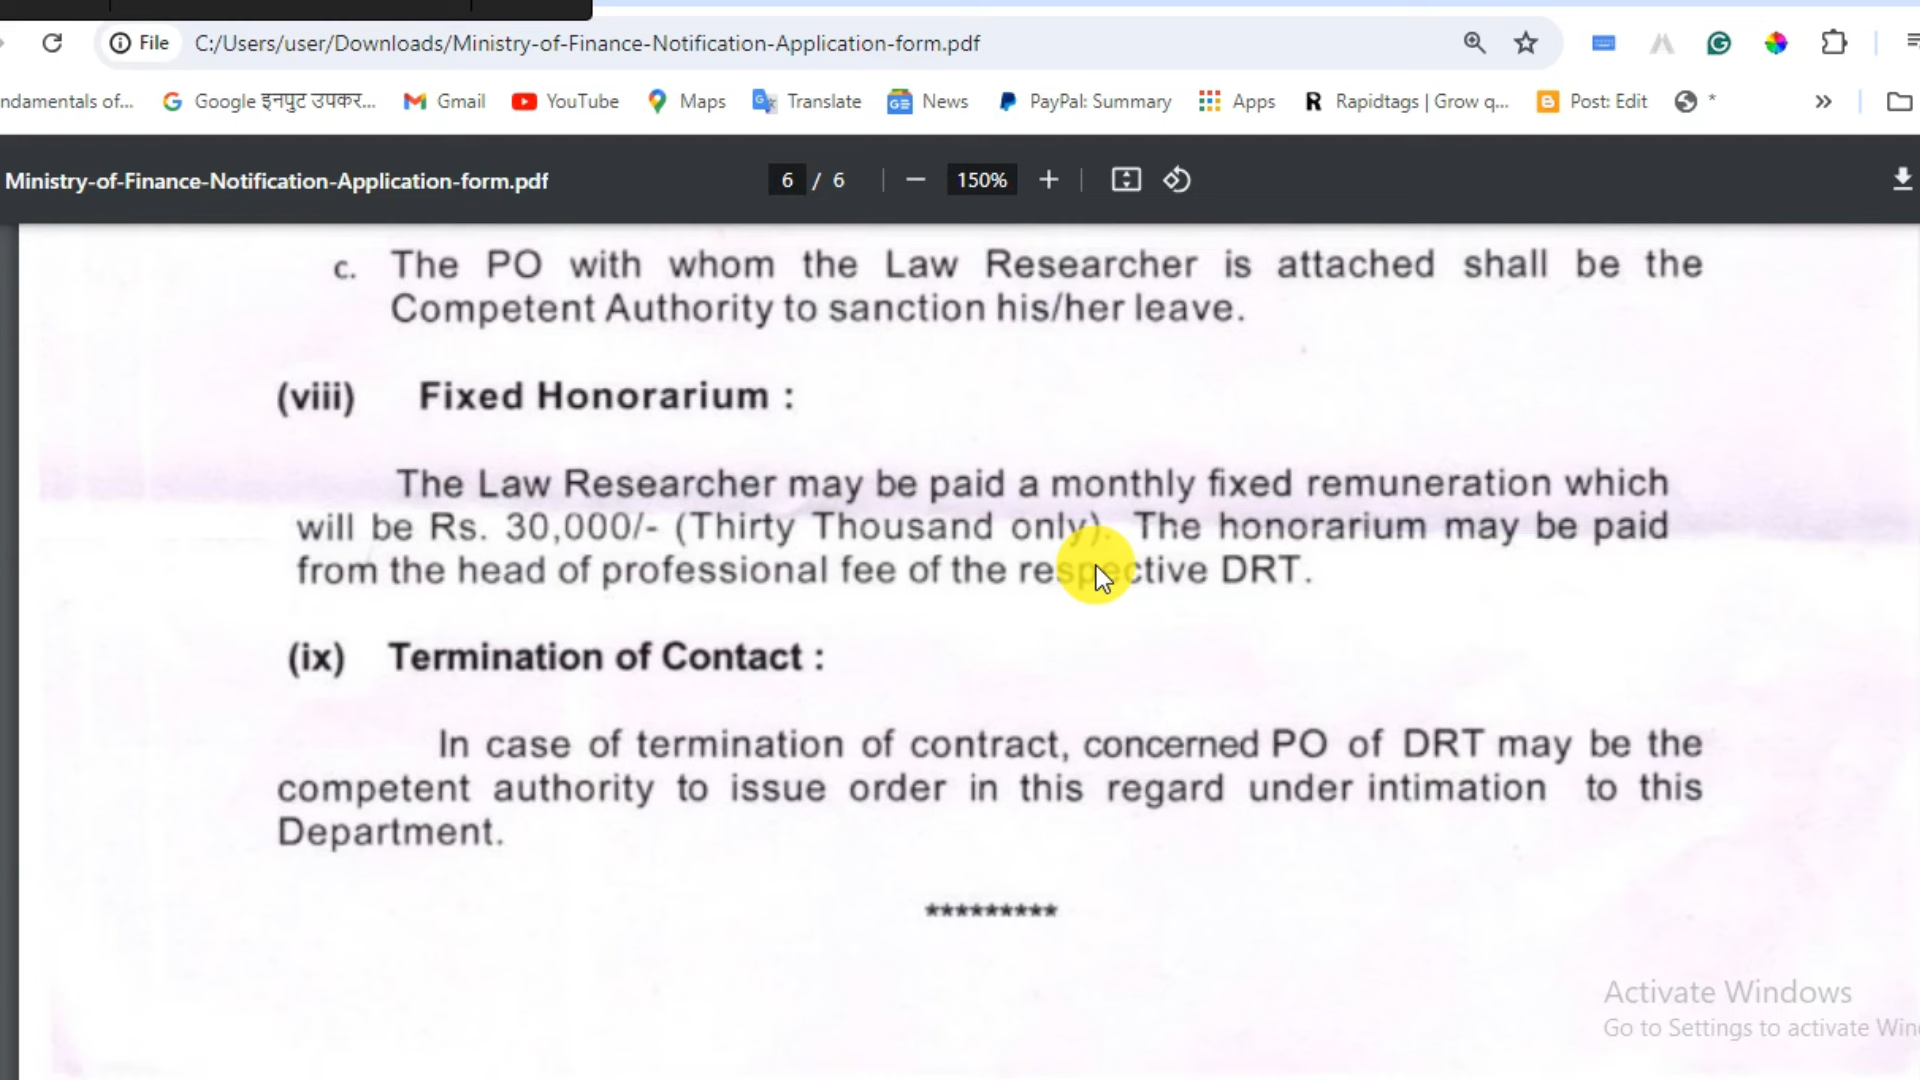 File C:/Users/user/Downloads/Ministry-of-Finance-Notification-Application-form.pdf
ndamentals of... Google इनपुट उपकर... Gmail YouTube Maps Translate News PayPal: Summary Apps Rapidtags | Grow q... Post: Edit * »
Ministry-of-Finance-Notification-Application-form.pdf 6 / 6 − 150% +
c. The PO with whom the Law Researcher is attached shall be the
Competent Authority to sanction his/her leave.
(viii) Fixed Honorarium :
The Law Researcher may be paid a monthly fixed remuneration which
will be Rs. 30,000/- (Thirty Thousand only). The honorarium may be paid
from the head of professional fee of the respective DRT.
(ix) Termination of Contact :
In case of termination of contract, concerned PO of DRT may be the
competent authority to issue order in this regard under intimation to this
Department.
*********
Activate Windows
Go to Settings to activate Win